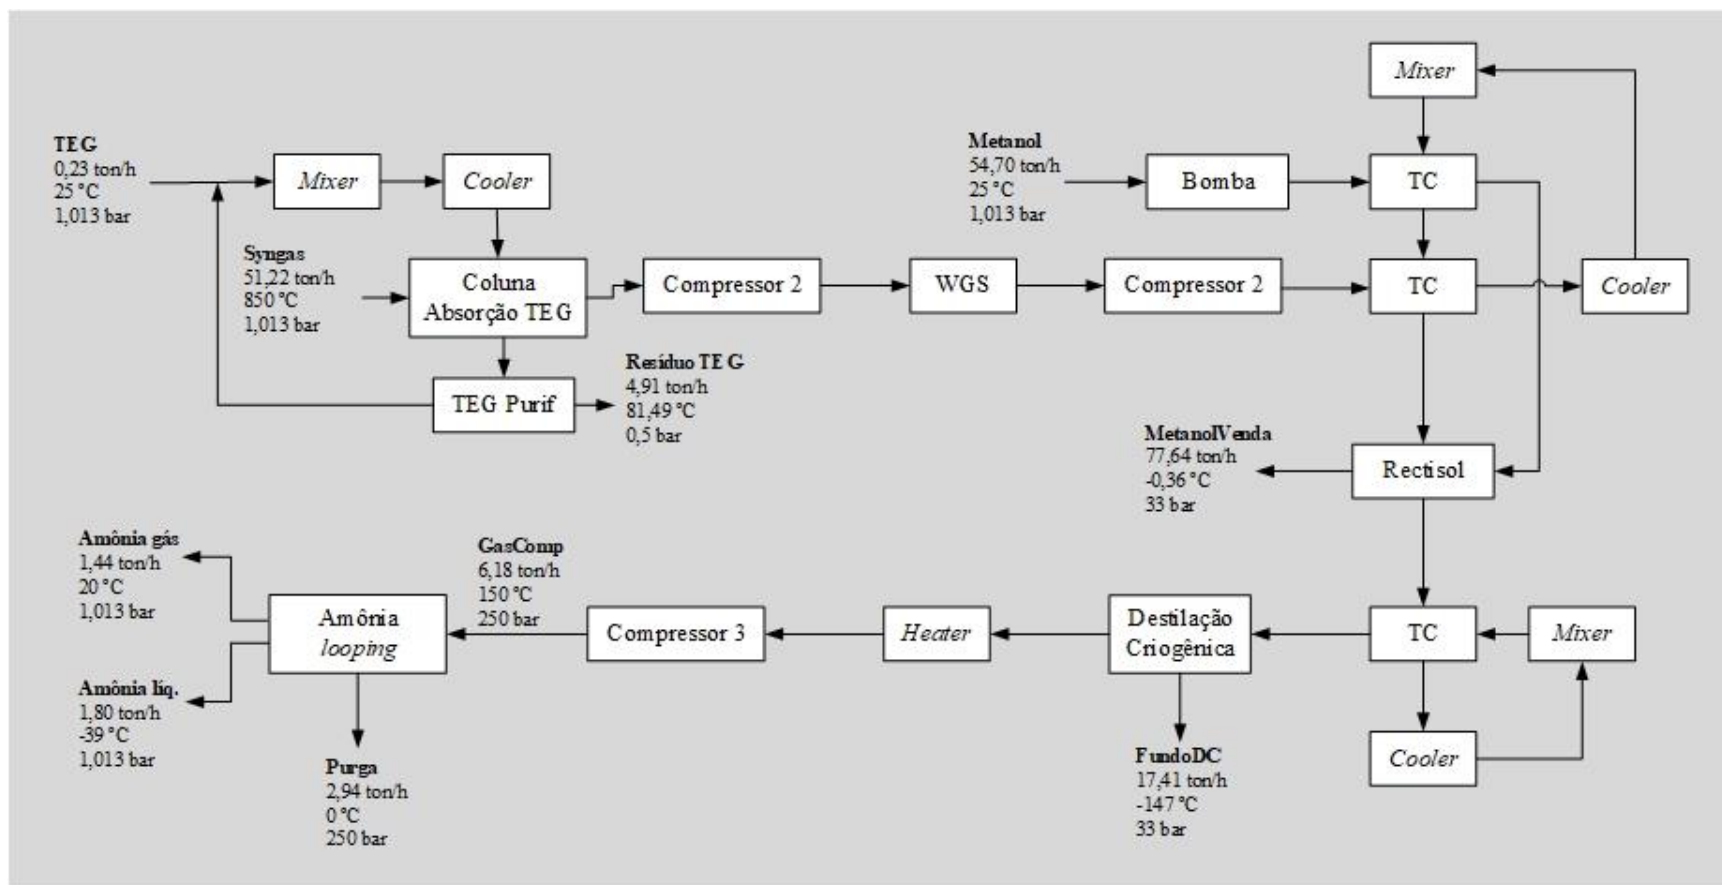 Mixer
TEG
0,23 ton/h
25 °C
1,013 bar
Mixer
Cooler
Metanol
54,70 ton/h
25 °C
1,013 bar
Bomba
TC
Syngas
51,22 ton/h
850 °C
1,013 bar
Coluna
Absorção TEG
Compressor 2
WGS
Compressor 2
TC
Cooler
TEG Purif
Resíduo TEG
4,91 ton/h
81,49 °C
0,5 bar
MetanolVenda
77,64 ton/h
-0,36 °C
33 bar
Rectisol
Amônia gás
1,44 ton/h
20 °C
1,013 bar
Amônia
looping
GasComp
6,18 ton/h
150 °C
250 bar
Compressor 3
Heater
Destilação
Criogênica
TC
Mixer
Amônia líq.
1,80 ton/h
-39 °C
1,013 bar
Purga
2,94 ton/h
0 °C
250 bar
FundoDC
17,41 ton/h
-147 °C
33 bar
Cooler